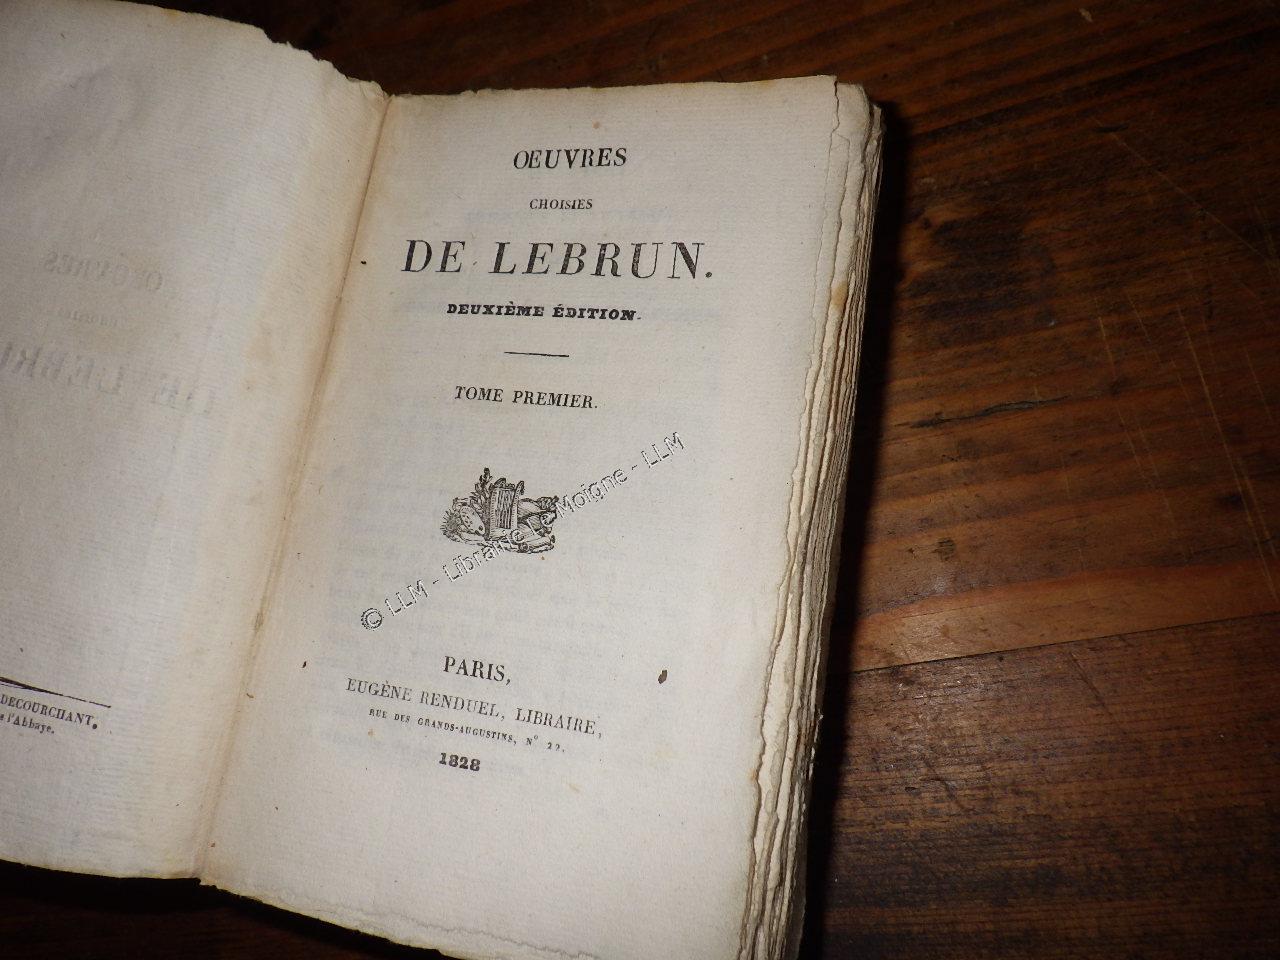 DECOURCHANT,
l'Abbaye.
OEUVRES
CHOISIES
DE LEBRUN.
DEUXIÈME ÉDITION.
TOME PREMIER.
© LLM - Librairie Le Moigne - LLM
PARIS,
EUGÈNE RENDUEL, LIBRAIRE,
RUE DES GRANDS-AUGUSTINS, N° 22.
1828